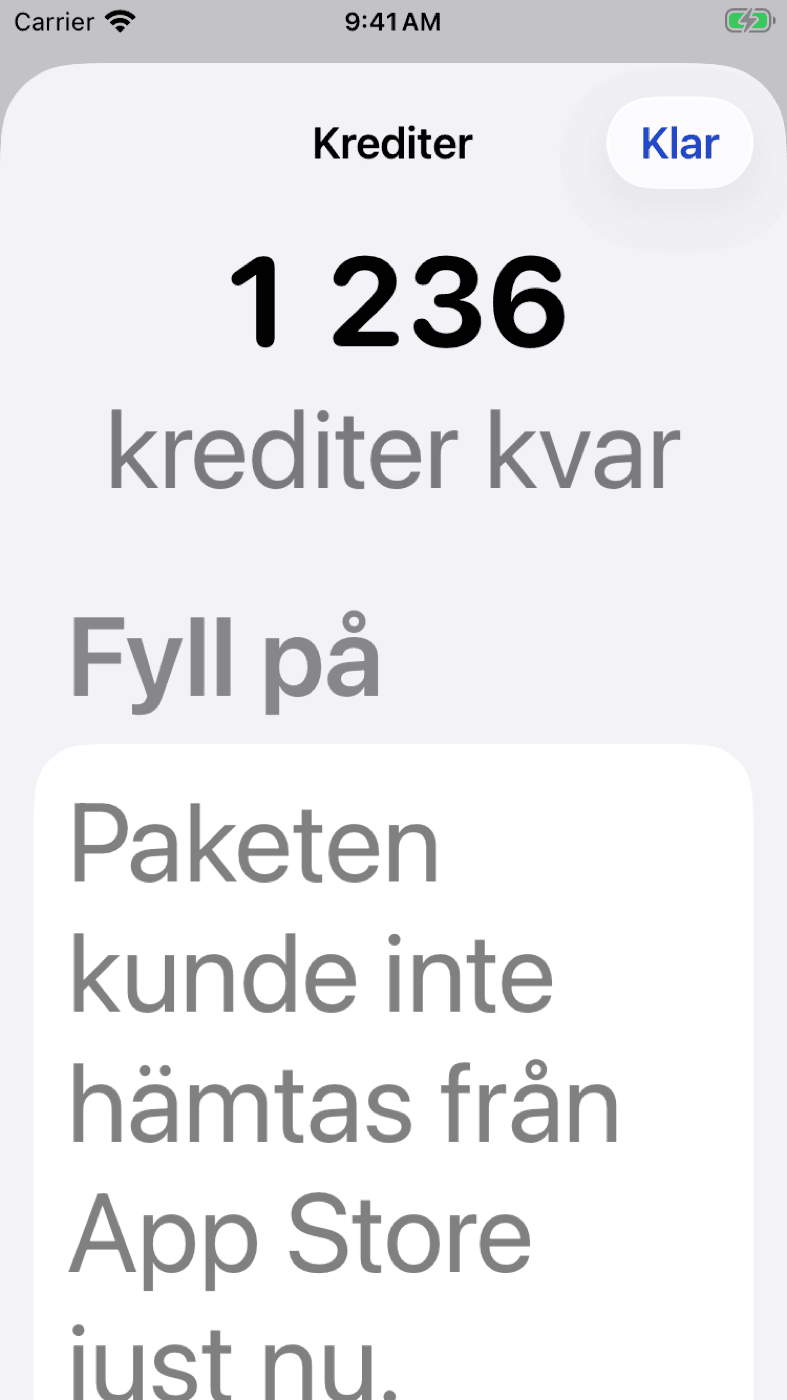 Carrier 9:41 AM
Krediter Klar
1 236
krediter kvar
Fyll på
Paketen
kunde inte
hämtas från
App Store
just nu.